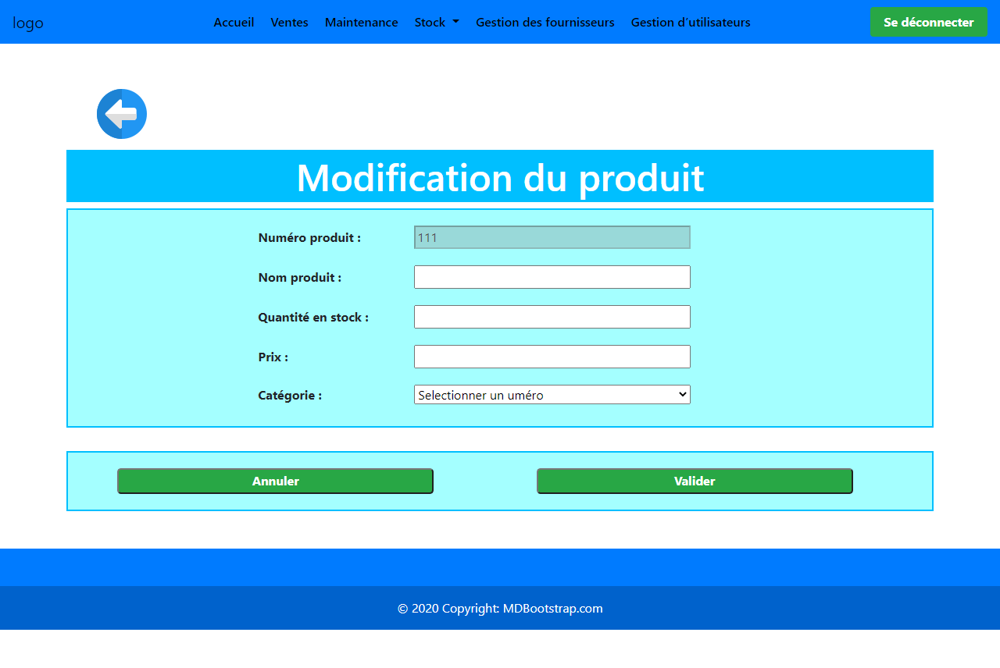 logo Accueil Ventes Maintenance Stock Gestion des fournisseurs Gestion d'utilisateurs Se déconnecter
Modification du produit
Numéro produit : 111
Nom produit :
Quantité en stock :
Prix :
Catégorie : Selectionner un uméro
Annuler Valider
© 2020 Copyright: MDBootstrap.com